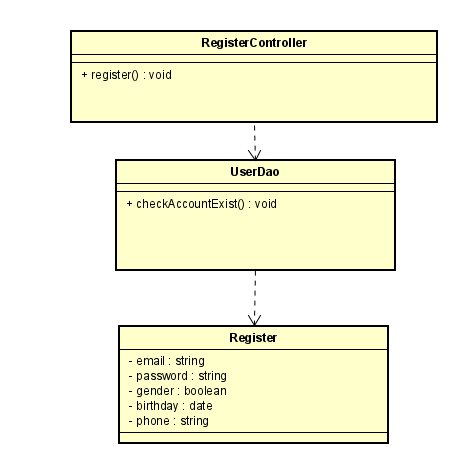 RegisterController
+ register() : void
UserDao
+ checkAccountExist() : void
Register
- email : string
- password : string
- gender : boolean
- birthday : date
- phone : string